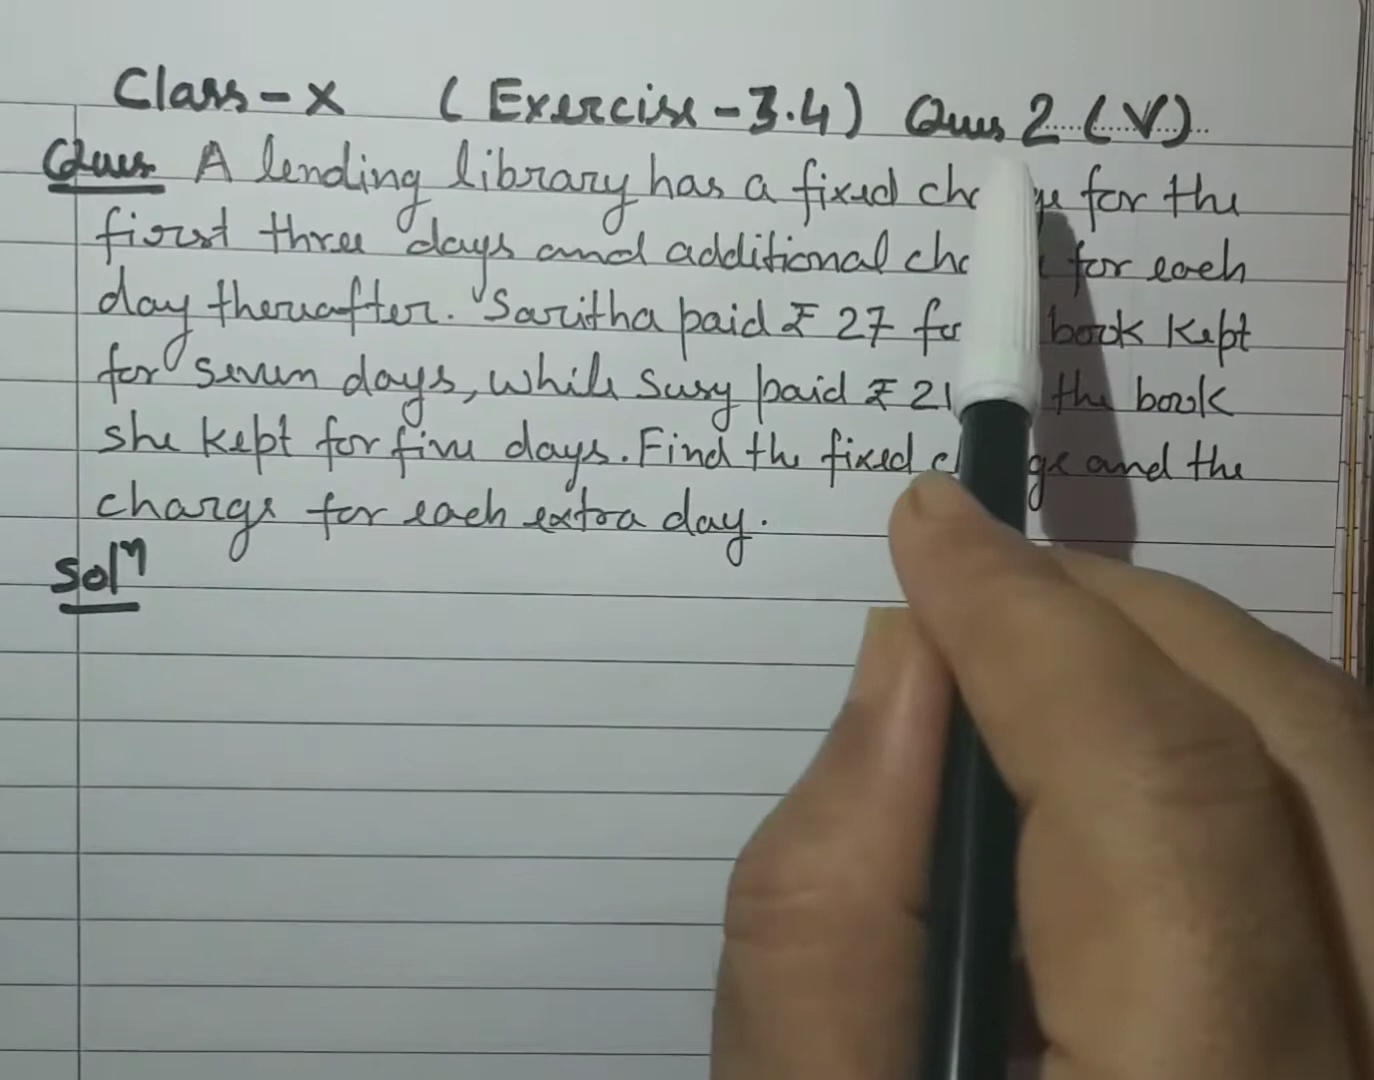 Class-X (Exercise-3.4) Ques 2 (V)
Ques A lending library has a fixed for the
first three days and additional for each
day thereafter. Saritha paid ₹ 27 book kept
for seven days, while Susy paid ₹ 21 the book
she kept for five days. Find the fixed and the
charge for each extra day.
Solⁿ